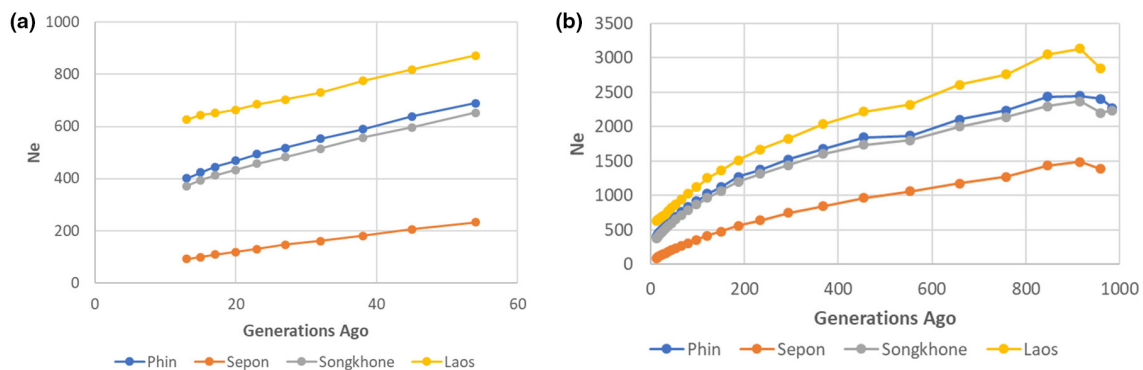 (a)
1000
800
600
400
200
0
Ne
0 20 40 60
Generations Ago
Phin Sepon Songkhone Laos
(b)
3500
3000
2500
2000
1500
1000
500
0
Ne
0 200 400 600 800 1000
Generations Ago
Phin Sepon Songkhone Laos